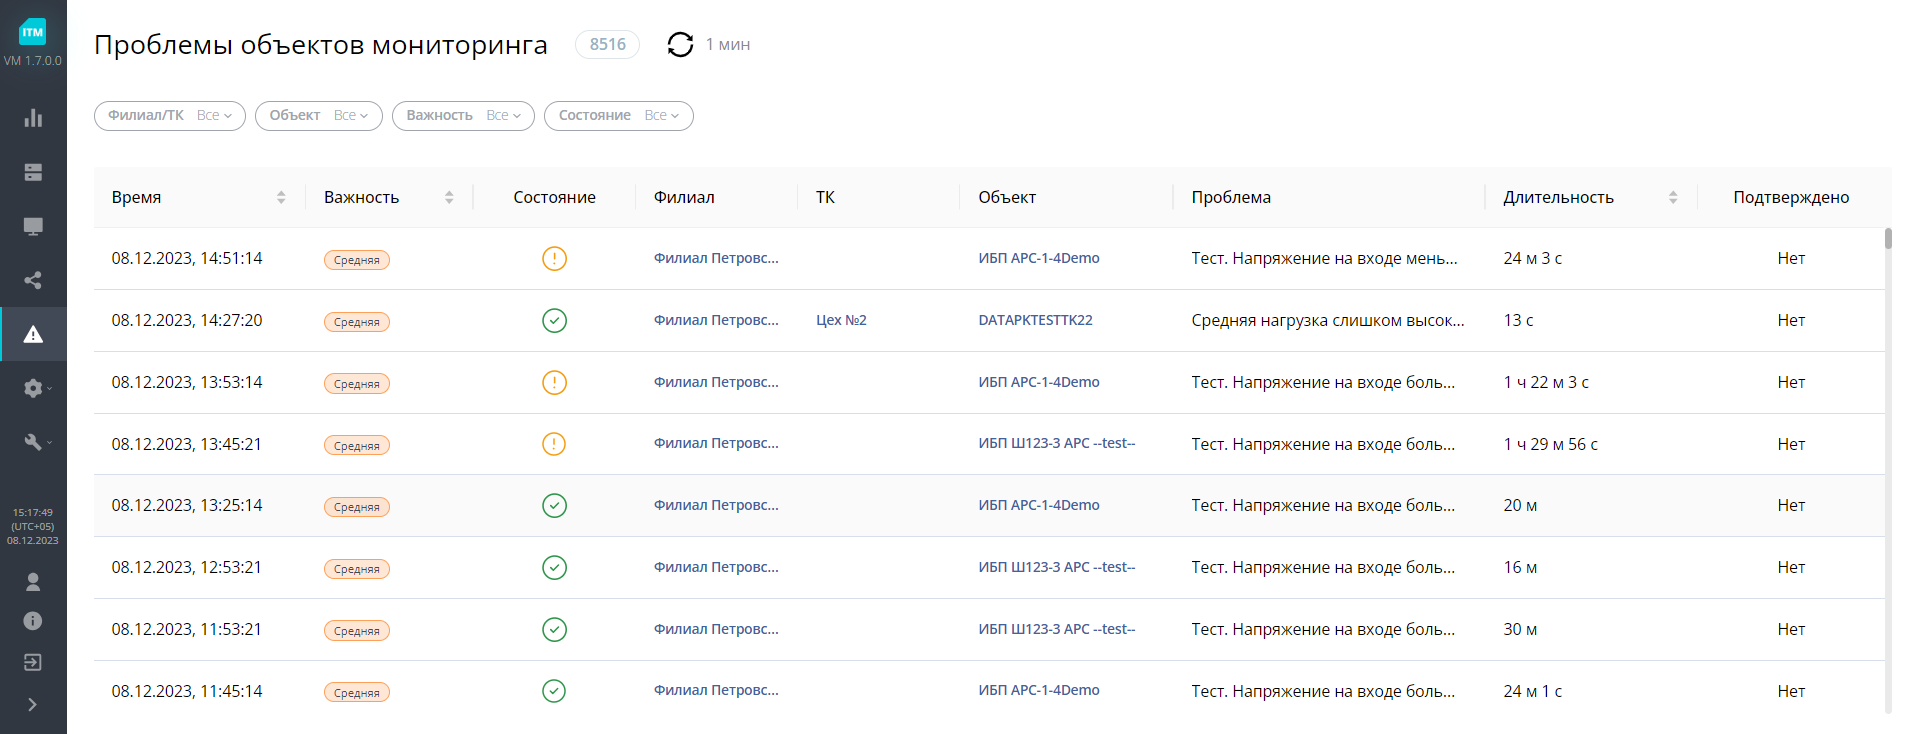 ITM
VM 1.7.0.0
Проблемы объектов мониторинга 8516 1 мин
Филиал/ТК Все Объект Все Важность Все Состояние Все
Время Важность Состояние Филиал ТК Объект Проблема Длительность Подтверждено
08.12.2023, 14:51:14 Средняя Филиал Петровс... ИБП АРС-1-4Demo Тест. Напряжение на входе мень... 24 м 3 с Нет
08.12.2023, 14:27:20 Средняя Филиал Петровс... Цех №2 DATAPKTESTTK22 Средняя нагрузка слишком высок... 13 с Нет
08.12.2023, 13:53:14 Средняя Филиал Петровс... ИБП АРС-1-4Demo Тест. Напряжение на входе боль... 1 ч 22 м 3 с Нет
08.12.2023, 13:45:21 Средняя Филиал Петровс... ИБП Ш123-3 АРС --test-- Тест. Напряжение на входе боль... 1 ч 29 м 56 с Нет
08.12.2023, 13:25:14 Средняя Филиал Петровс... ИБП АРС-1-4Demo Тест. Напряжение на входе боль... 20 м Нет
08.12.2023, 12:53:21 Средняя Филиал Петровс... ИБП Ш123-3 АРС --test-- Тест. Напряжение на входе боль... 16 м Нет
08.12.2023, 11:53:21 Средняя Филиал Петровс... ИБП Ш123-3 АРС --test-- Тест. Напряжение на входе боль... 30 м Нет
08.12.2023, 11:45:14 Средняя Филиал Петровс... ИБП АРС-1-4Demo Тест. Напряжение на входе боль... 24 м 1 с Нет
15:17:49
(UTC+05)
08.12.2023